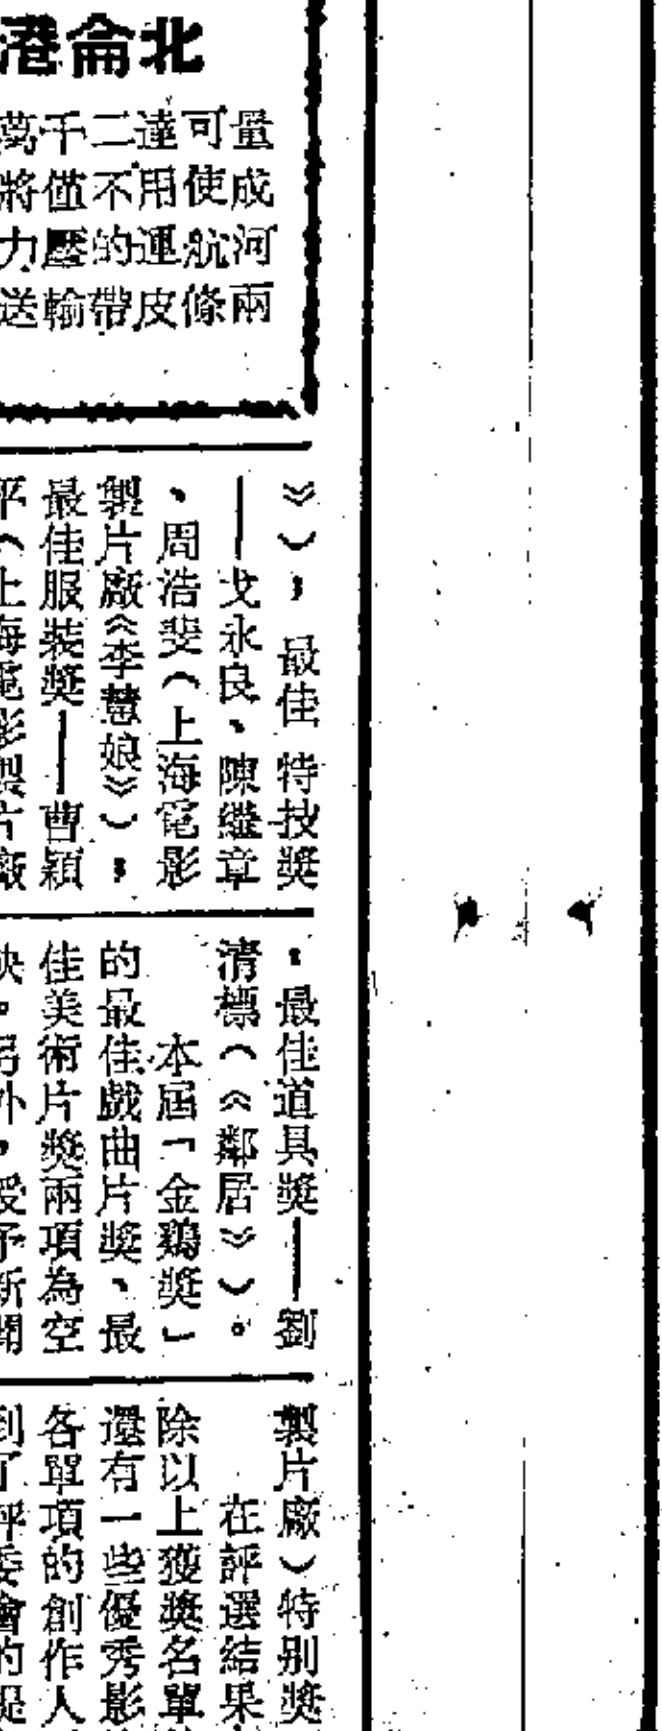 北侖港
量可達二千萬
成使用不僅將
河航運的壓力
兩條皮帶輸送
》），最佳特技獎
——戈永良、陳繼章
、周浩斐（上海電影
製片廠《李慧娘》）；
最佳服裝獎——曹穎
平（上海電影製片廠
；最佳道具獎——劉
清標（《鄰居》）。
本屆「金鷄獎」
的最佳戲曲片獎、最
佳美術片獎兩項為空
缺。另外，授予新聞
製片廠）特别獎
在評選結果
除以上獲獎名單
還有一些優秀影
各單項的創作人
到了評委會的提